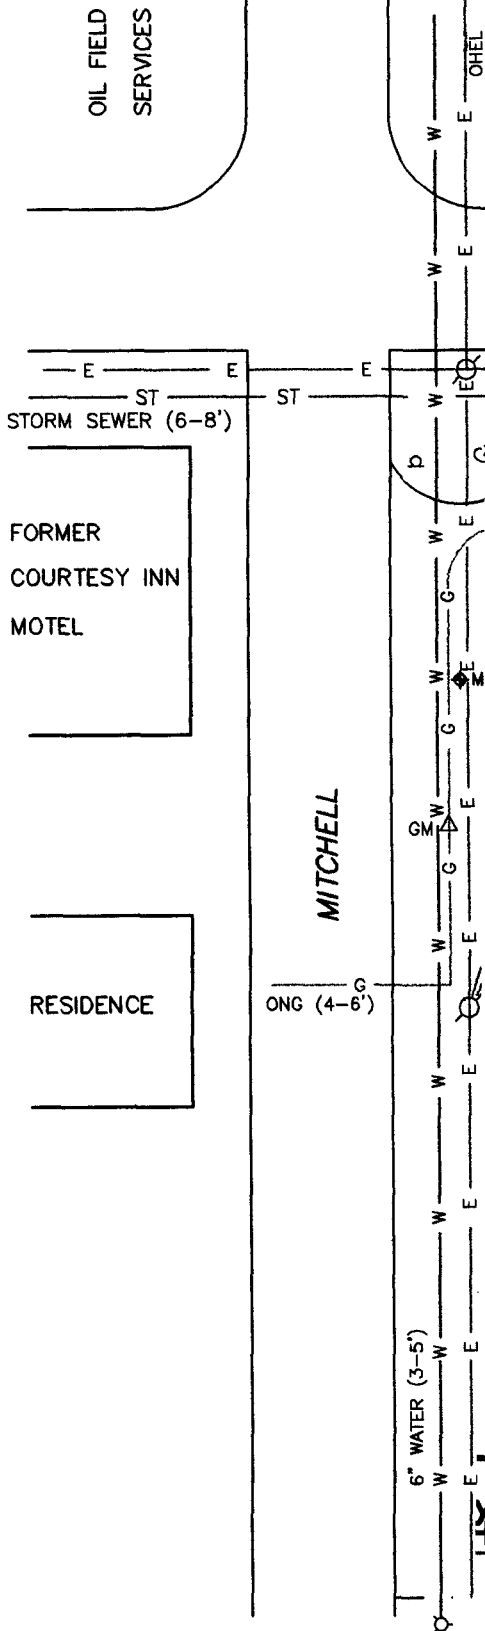 OIL FIELD
SERVICES
OHEL
W
E
W
E
E
E
E
E
ST
ST
W
STORM SEWER (6-8')
p
E
W
FORMER
COURTESY INN
MOTEL
G
E
W
M
G
W
E
GM
MITCHELL
G
E
W
G
ONG (4-6')
RESIDENCE
E
W
E
W
6" WATER (3-5')
E
W
E
W